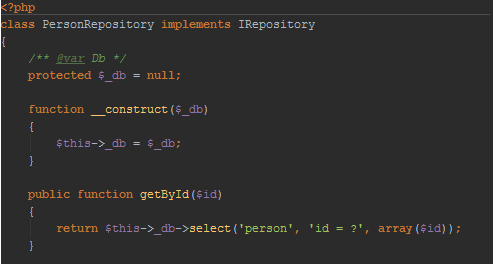 <?php
class PersonRepository implements IRepository
{
    /** @var Db */
    protected $_db = null;

    function __construct($_db)
    {
        $this->_db = $_db;
    }

    public function getById($id)
    {
        return $this->_db->select('person', 'id = ?', array($id));
    }